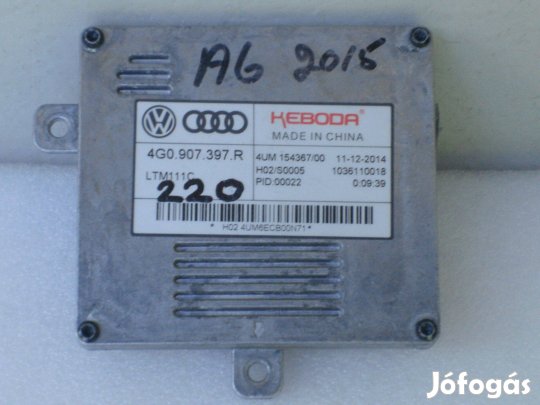 A6 2015
KEBODA
MADE IN CHINA
4G0.907.397.R
4UM 154367/00 11-12-2014
H02/S0005 1036110018
LTM111C
PID:00022 0:09:39
220
* H02 4UM6ECB00N71 *
Jófogás